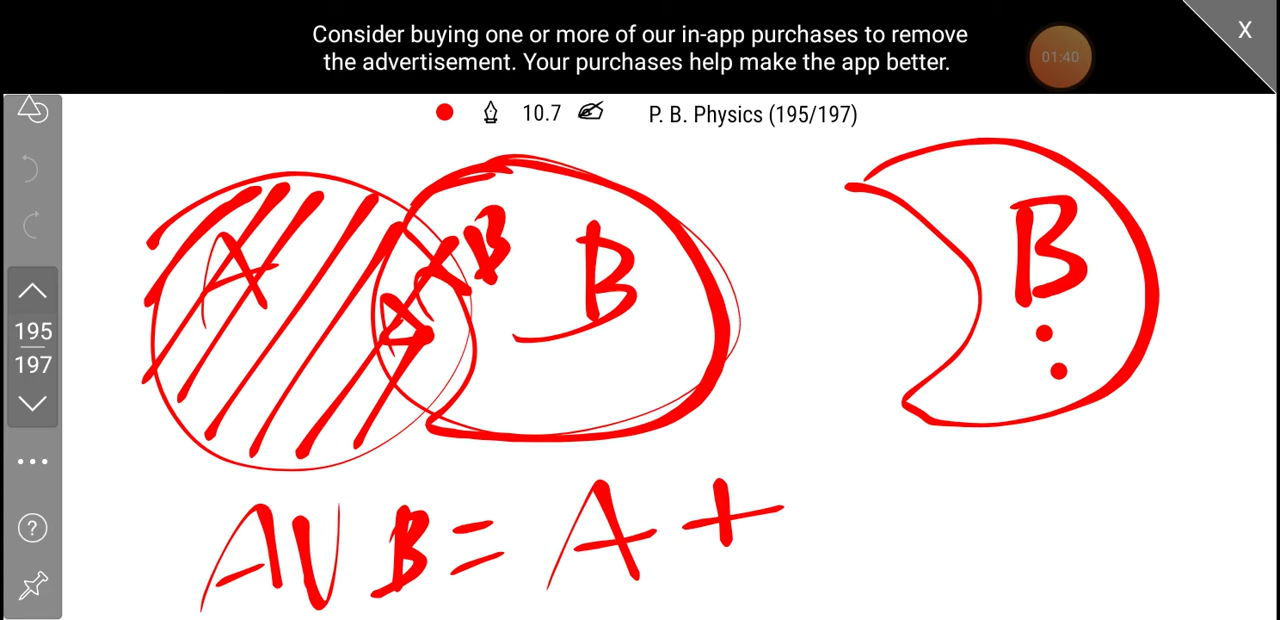 Consider buying one or more of our in-app purchases to remove
the advertisement. Your purchases help make the app better.
01:40
X
10.7
P. B. Physics (195/197)
A
B
B
A
B
195
197
?
A∪B = A +